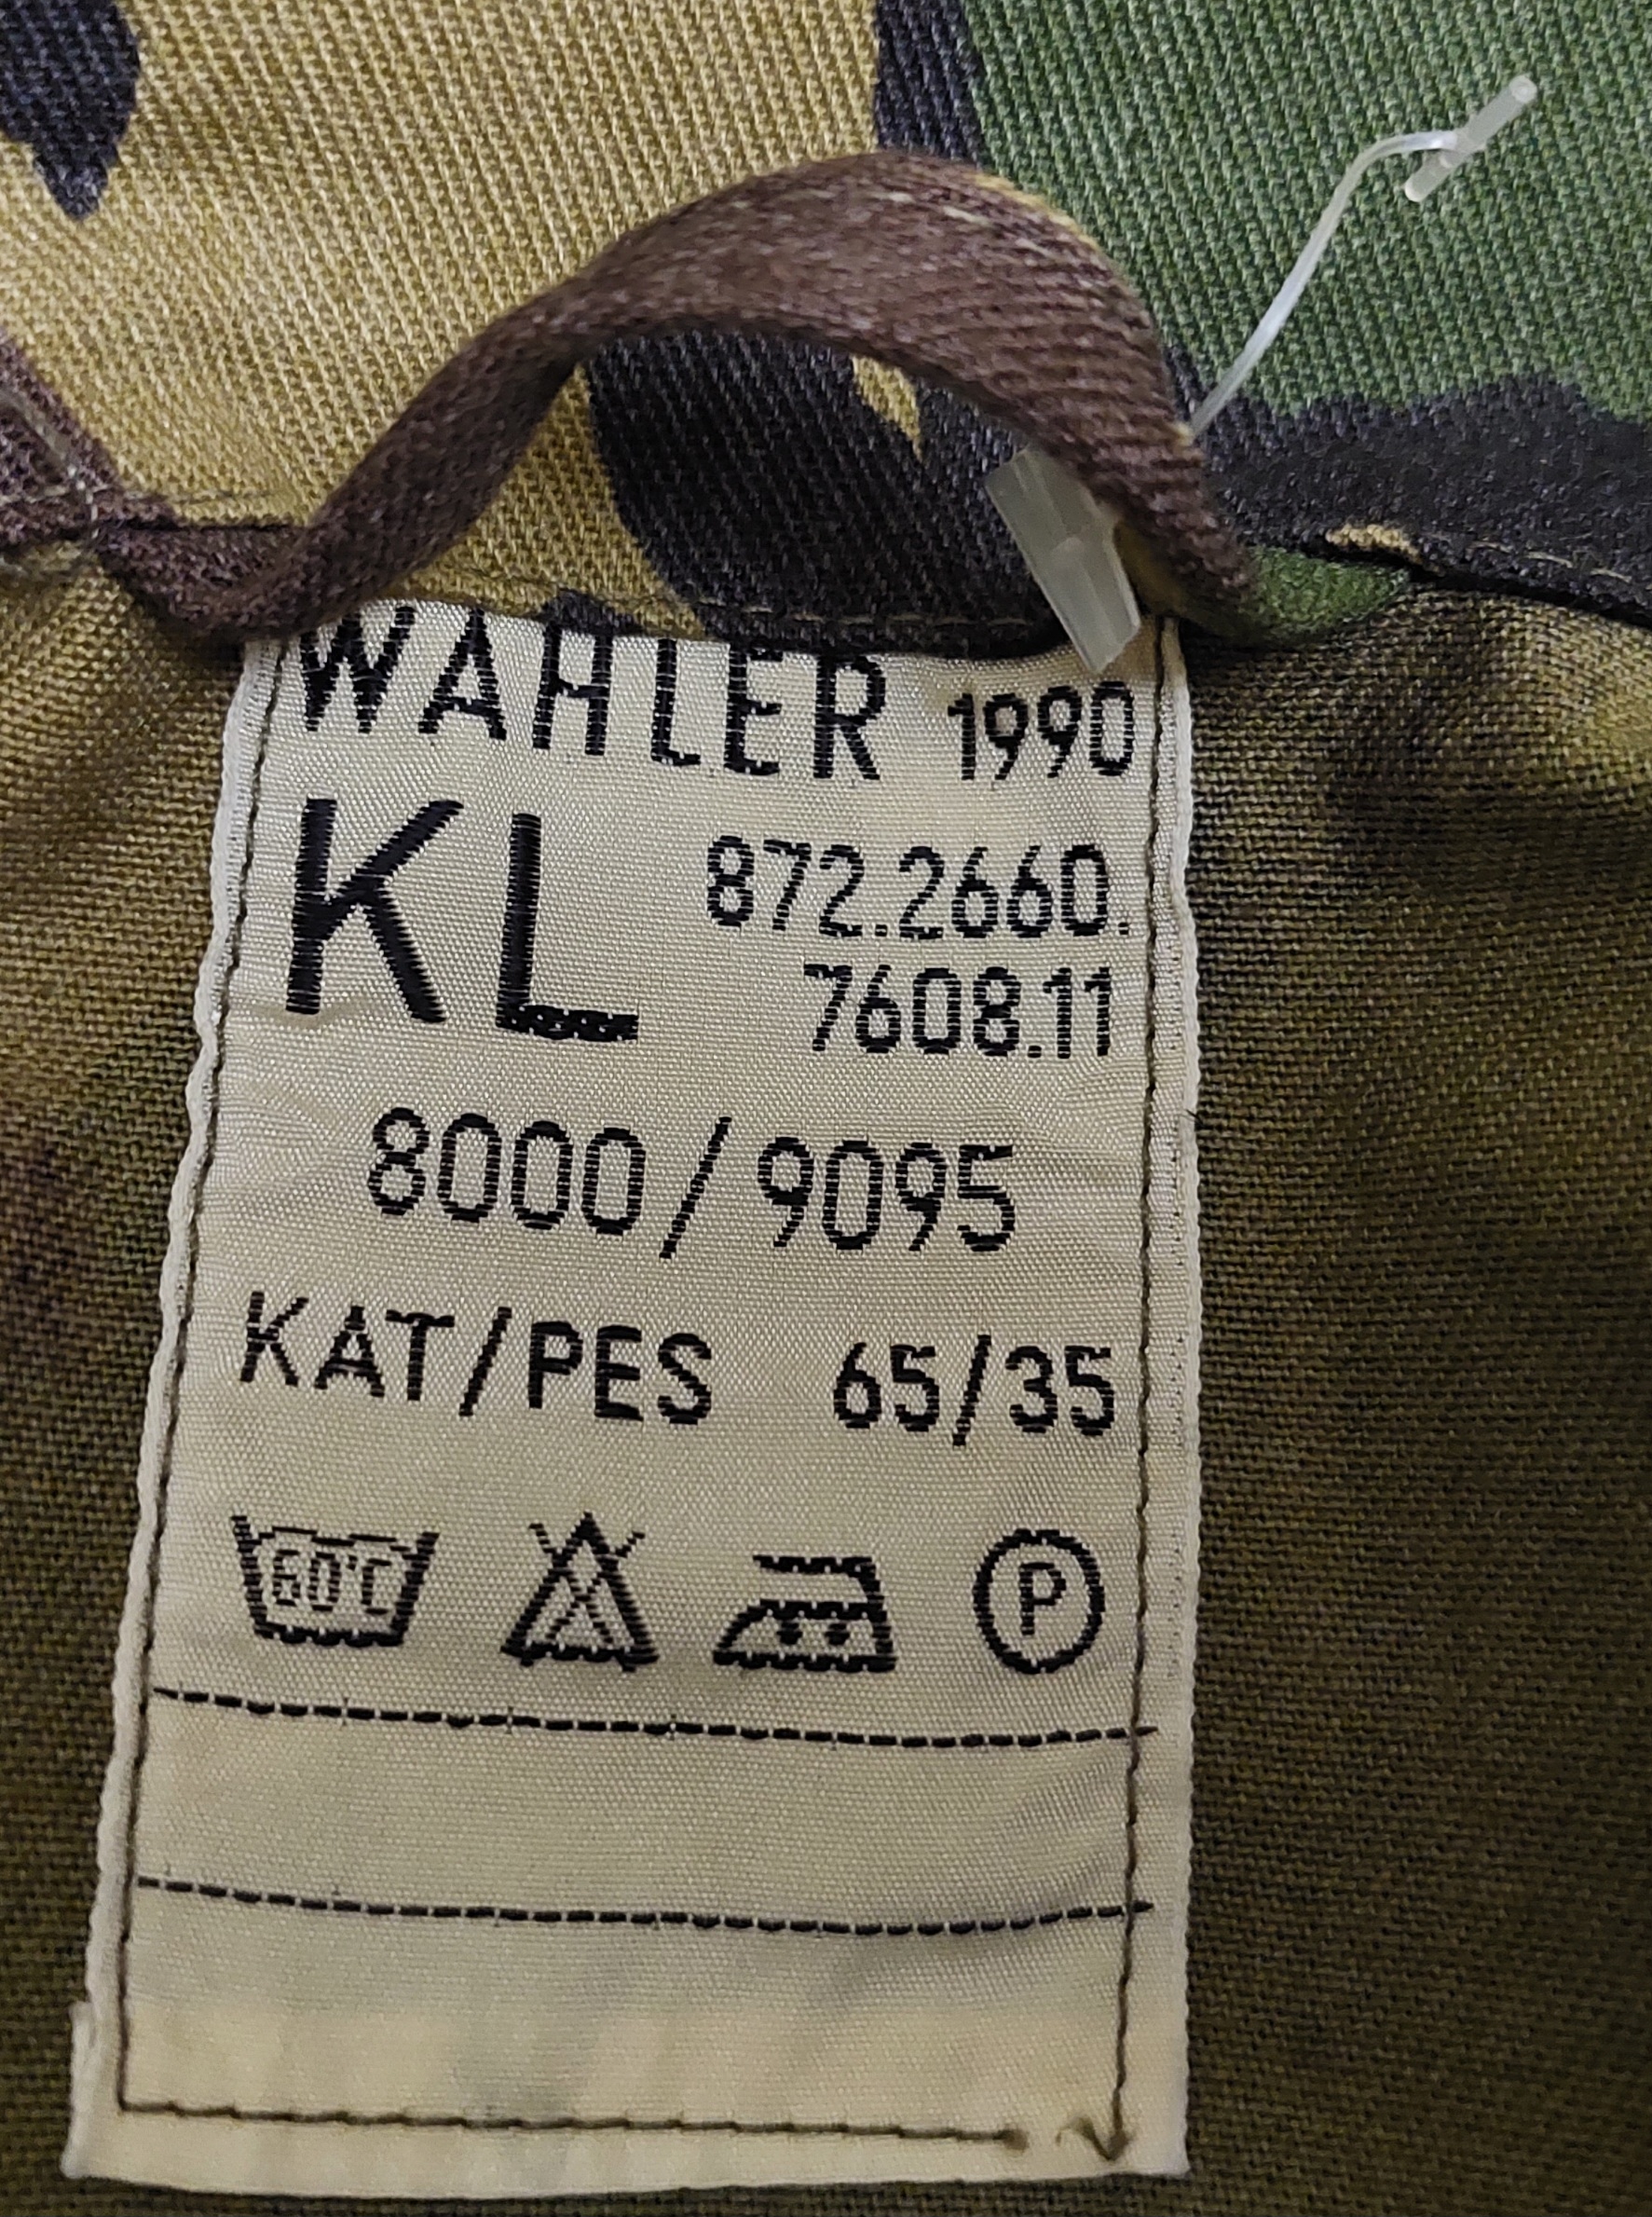 WAHLER 1990
KL 872.2660.
7608.11
8000/9095
KAT/PES 65/35
60°C P